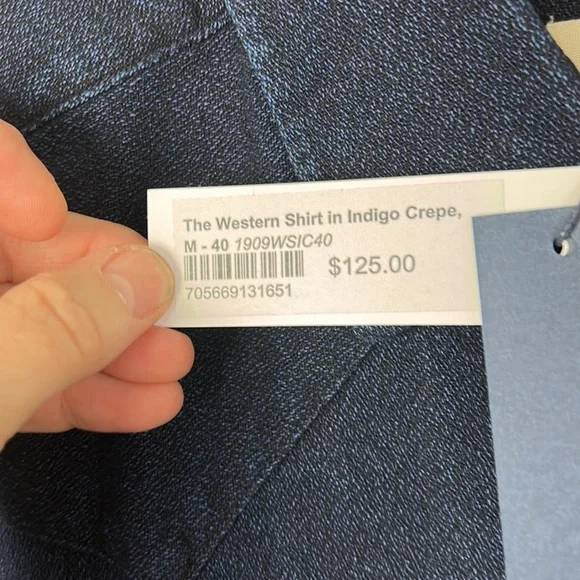 The Western Shirt in Indigo Crepe,
M - 40 1909WSIC40
$125.00
705669131651